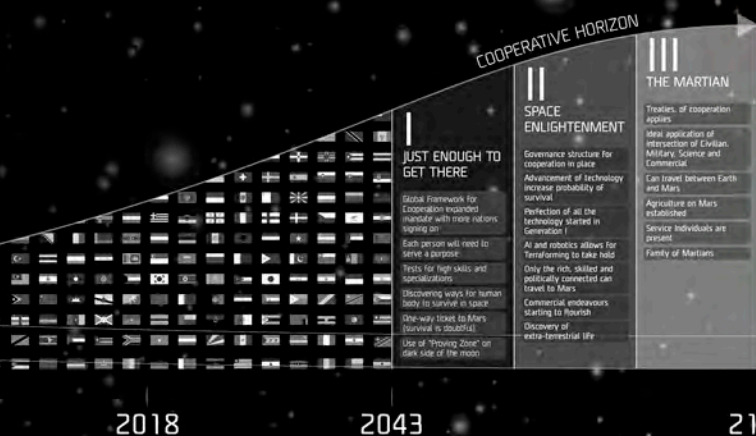 COOPERATIVE HORIZON
I
JUST ENOUGH TO
GET THERE
Global Framework for
Cooperation expanded
mandate with more nations
signing on
Each person will need to
serve a purpose
Tests for high skills and
specializations
Discovering ways for human
body to survive in space
One-way ticket to Mars
(survival is doubtful)
Use of "Proving Zone" on
dark side of the moon
II
SPACE
ENLIGHTENMENT
Governance structure for
cooperation in place
Advancement of technology
increase probability of
survival
Perfection of all the
technology started in
Generation I
AI and robotics allows for
Terraforming to take hold
Only the rich, skilled and
politically connected can
travel to Mars
Commercial endeavours
starting to flourish
Discovery of
extra-terrestrial life
III
THE MARTIAN
Treaties, of cooperation
applies
Ideal application of
intersection of Civilian,
Military, Science and
Commercial
Can travel between Earth
and Mars
Agriculture on Mars
established
Service Individuals are
present
Family of Martians
2018
2043
21